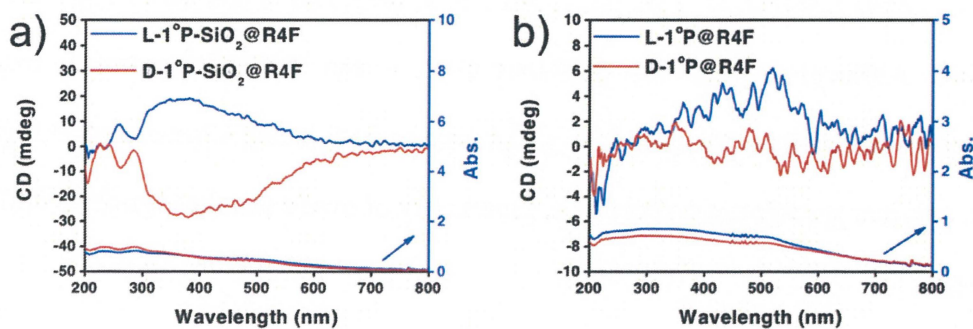 a)
L-1°P-SiO₂@R4F
D-1°P-SiO₂@R4F
CD (mdeg)
50
40
30
20
10
0
-10
-20
-30
-40
-50
10
8
6
4
2
0
Abs.
200 300 400 500 600 700 800
Wavelength (nm)
b)
L-1°P@R4F
D-1°P@R4F
CD (mdeg)
10
8
6
4
2
0
-2
-4
-6
-8
-10
5
4
3
2
1
0
Abs.
200 300 400 500 600 700 800
Wavelength (nm)